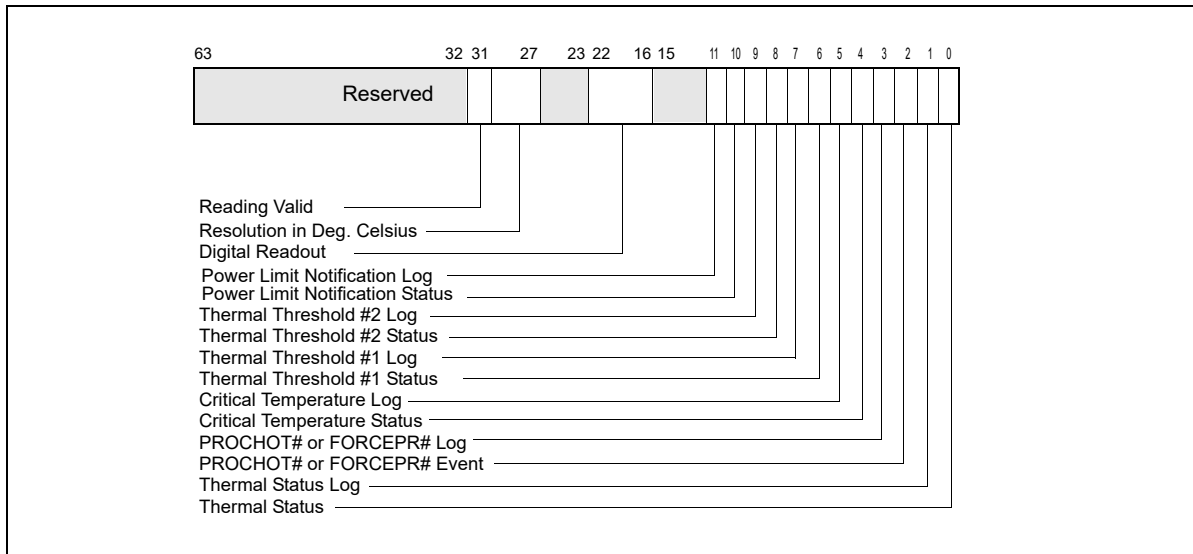 63 32 31 27 23 22 16 15 11 10 9 8 7 6 5 4 3 2 1 0
Reserved
Reading Valid
Resolution in Deg. Celsius
Digital Readout
Power Limit Notification Log
Power Limit Notification Status
Thermal Threshold #2 Log
Thermal Threshold #2 Status
Thermal Threshold #1 Log
Thermal Threshold #1 Status
Critical Temperature Log
Critical Temperature Status
PROCHOT# or FORCEPR# Log
PROCHOT# or FORCEPR# Event
Thermal Status Log
Thermal Status